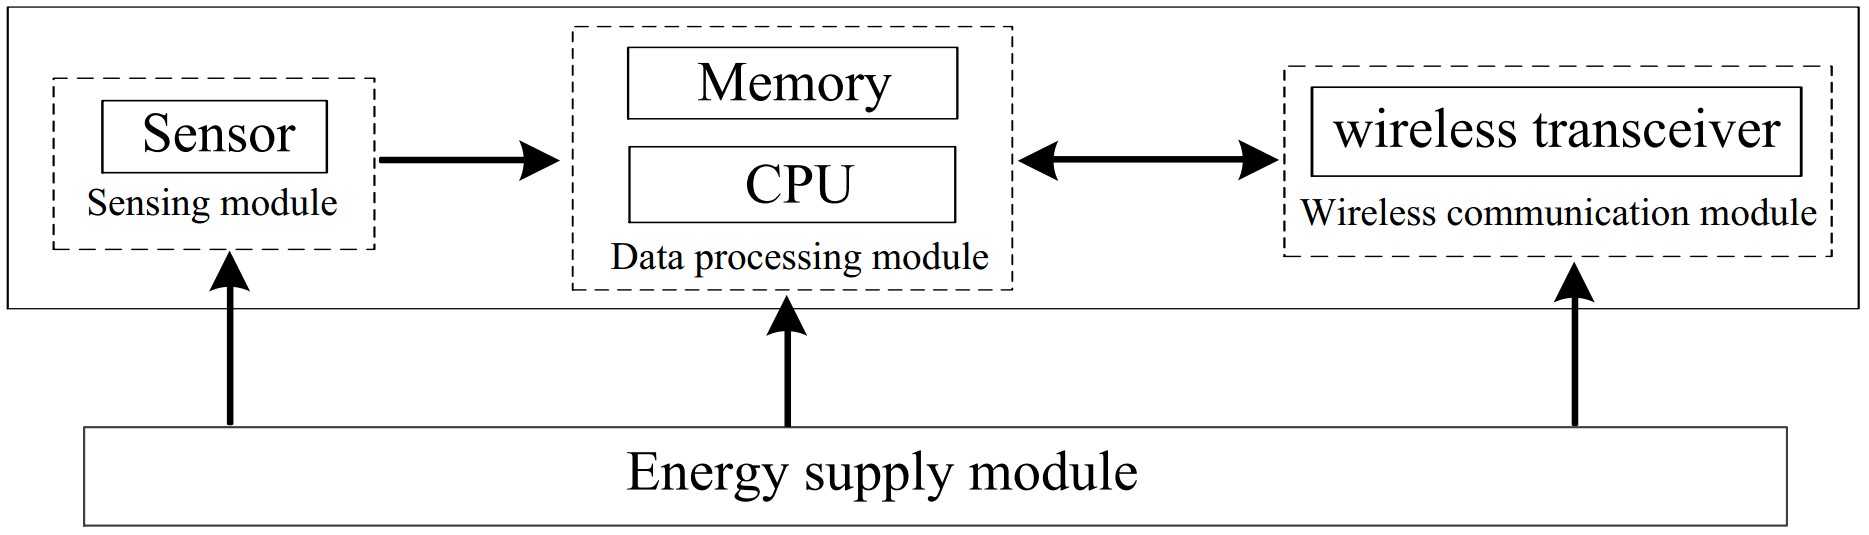 Sensor
Sensing module
Memory
CPU
Data processing module
wireless transceiver
Wireless communication module
Energy supply module